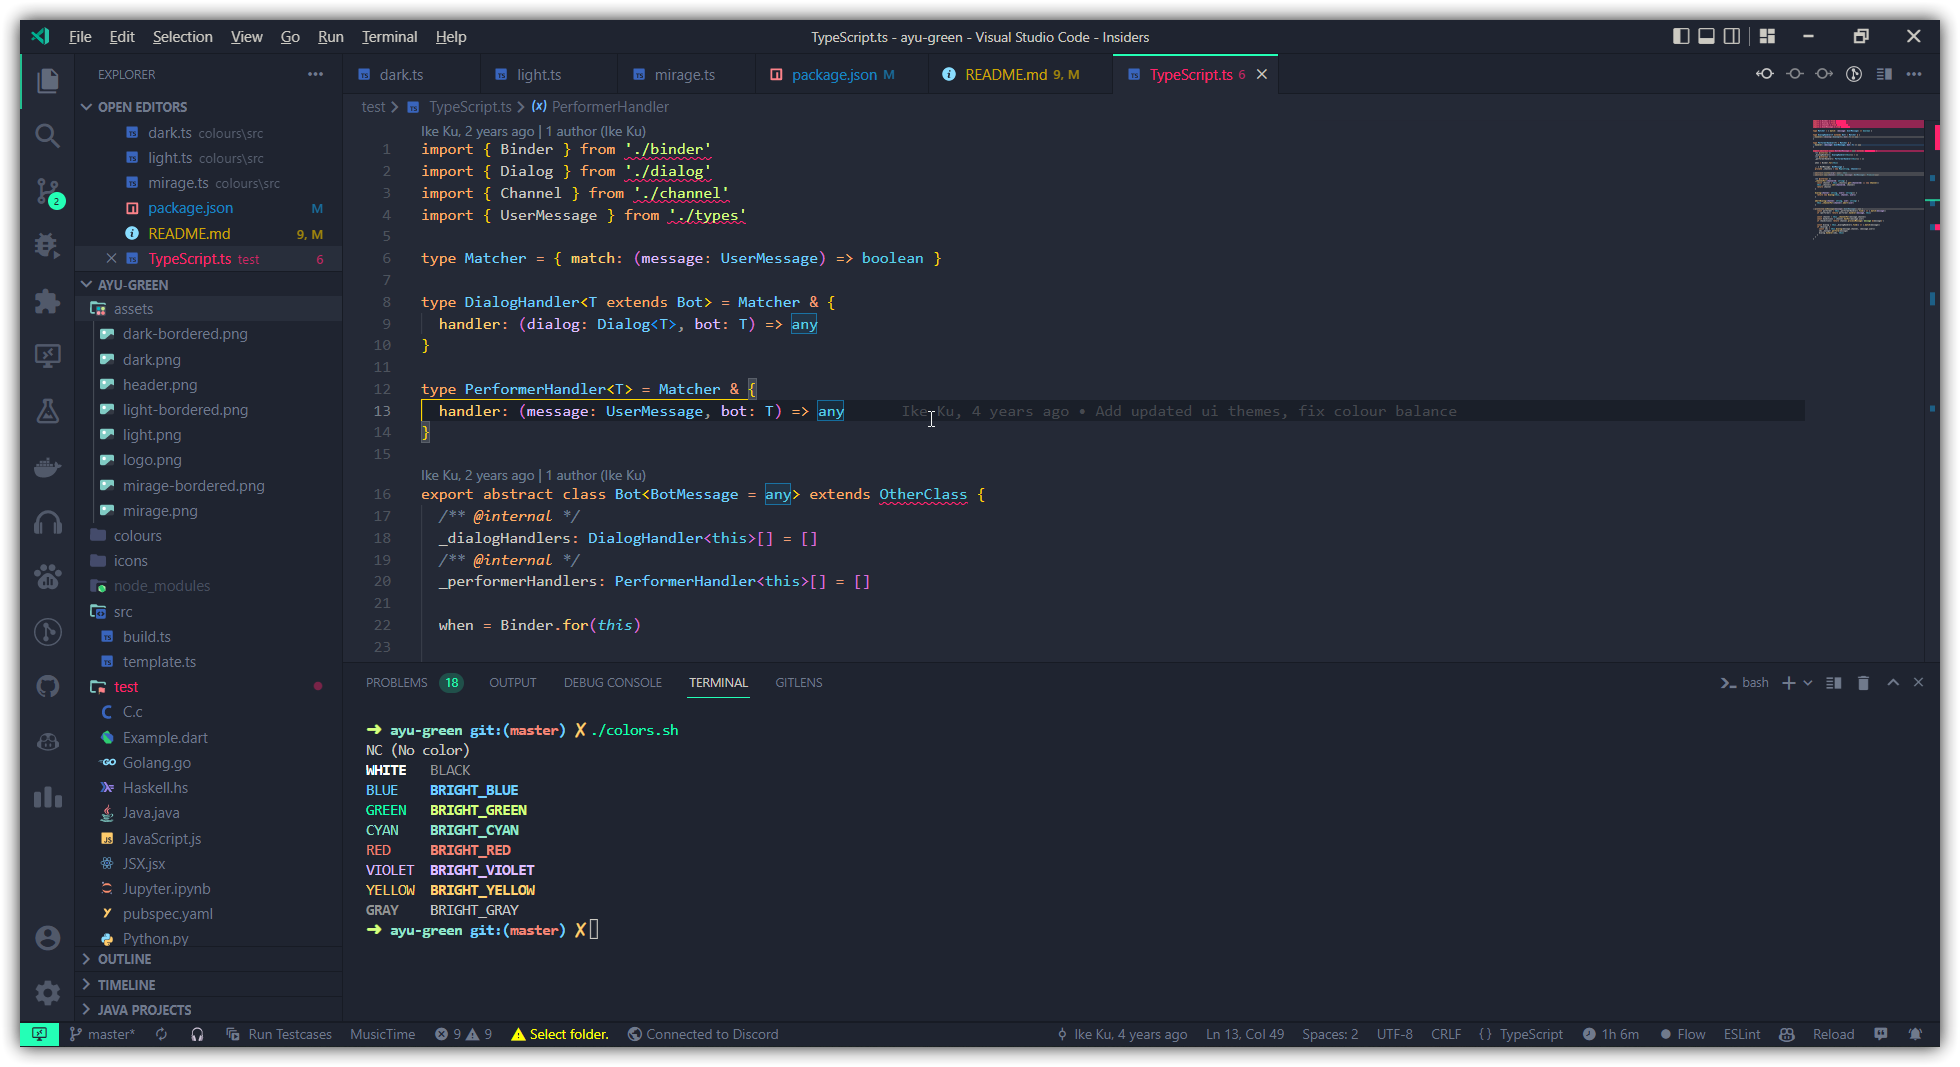 File Edit Selection View Go Run Terminal Help
TypeScript.ts - ayu-green - Visual Studio Code - Insiders
EXPLORER
OPEN EDITORS
dark.ts colours\src
light.ts colours\src
mirage.ts colours\src
package.json M
README.md 9, M
TypeScript.ts test 6
AYU-GREEN
assets
dark-bordered.png
dark.png
header.png
light-bordered.png
light.png
logo.png
mirage-bordered.png
mirage.png
colours
icons
node_modules
src
build.ts
template.ts
test
C.c
Example.dart
Golang.go
Haskell.hs
Java.java
JavaScript.js
JSX.jsx
Jupyter.ipynb
pubspec.yaml
Python.py
OUTLINE
TIMELINE
JAVA PROJECTS
2
dark.ts light.ts mirage.ts package.json M README.md 9, M TypeScript.ts 6
test > TypeScript.ts > PerformerHandler
Ike Ku, 2 years ago | 1 author (Ike Ku)
1 import { Binder } from './binder'
2 import { Dialog } from './dialog'
3 import { Channel } from './channel'
4 import { UserMessage } from './types'
5
6 type Matcher = { match: (message: UserMessage) => boolean }
7
8 type DialogHandler<T extends Bot> = Matcher & {
9 handler: (dialog: Dialog<T>, bot: T) => any
10 }
11
12 type PerformerHandler<T> = Matcher & {
13 handler: (message: UserMessage, bot: T) => any Ike Ku, 4 years ago • Add updated ui themes, fix colour balance
14 }
15
Ike Ku, 2 years ago | 1 author (Ike Ku)
16 export abstract class Bot<BotMessage = any> extends OtherClass {
17 /** @internal */
18 _dialogHandlers: DialogHandler<this>[] = []
19 /** @internal */
20 _performerHandlers: PerformerHandler<this>[] = []
21
22 when = Binder.for(this)
23
PROBLEMS 18 OUTPUT DEBUG CONSOLE TERMINAL GITLENS
bash
➜ ayu-green git:(master) ✗ ./colors.sh
NC (No color)
WHITE BLACK
BLUE BRIGHT_BLUE
GREEN BRIGHT_GREEN
CYAN BRIGHT_CYAN
RED BRIGHT_RED
VIOLET BRIGHT_VIOLET
YELLOW BRIGHT_YELLOW
GRAY BRIGHT_GRAY
➜ ayu-green git:(master) ✗
master* Run Testcases MusicTime 9 9 Select folder. Connected to Discord Ike Ku, 4 years ago Ln 13, Col 49 Spaces: 2 UTF-8 CRLF {} TypeScript 1h 6m Flow ESLint Reload